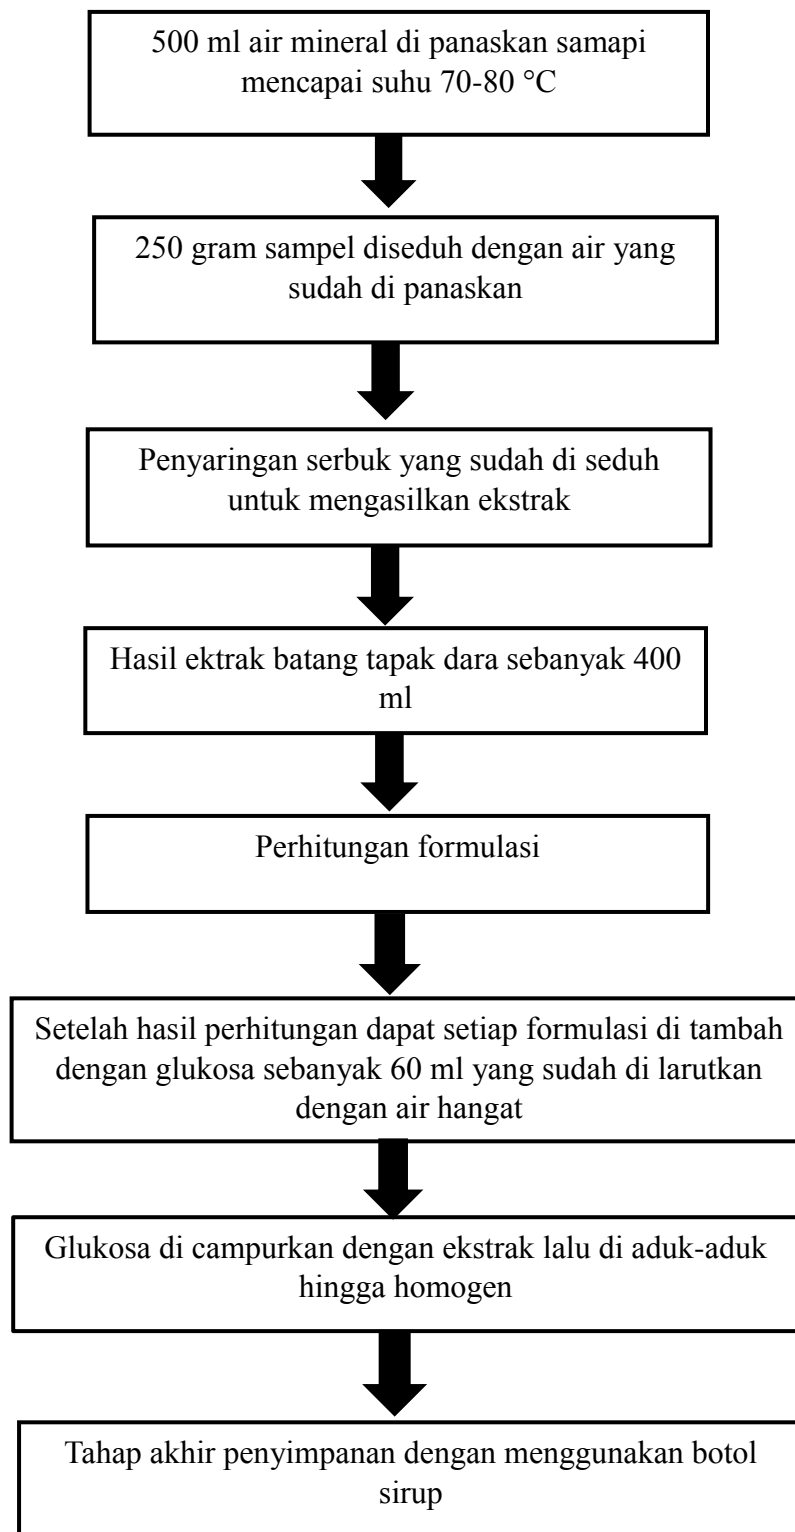 500 ml air mineral di panaskan samapi
mencapai suhu 70-80 °C
250 gram sampel diseduh dengan air yang
sudah di panaskan
Penyaringan serbuk yang sudah di seduh
untuk mengasilkan ekstrak
Hasil ektrak batang tapak dara sebanyak 400
ml
Perhitungan formulasi
Setelah hasil perhitungan dapat setiap formulasi di tambah
dengan glukosa sebanyak 60 ml yang sudah di larutkan
dengan air hangat
Glukosa di campurkan dengan ekstrak lalu di aduk-aduk
hingga homogen
Tahap akhir penyimpanan dengan menggunakan botol
sirup